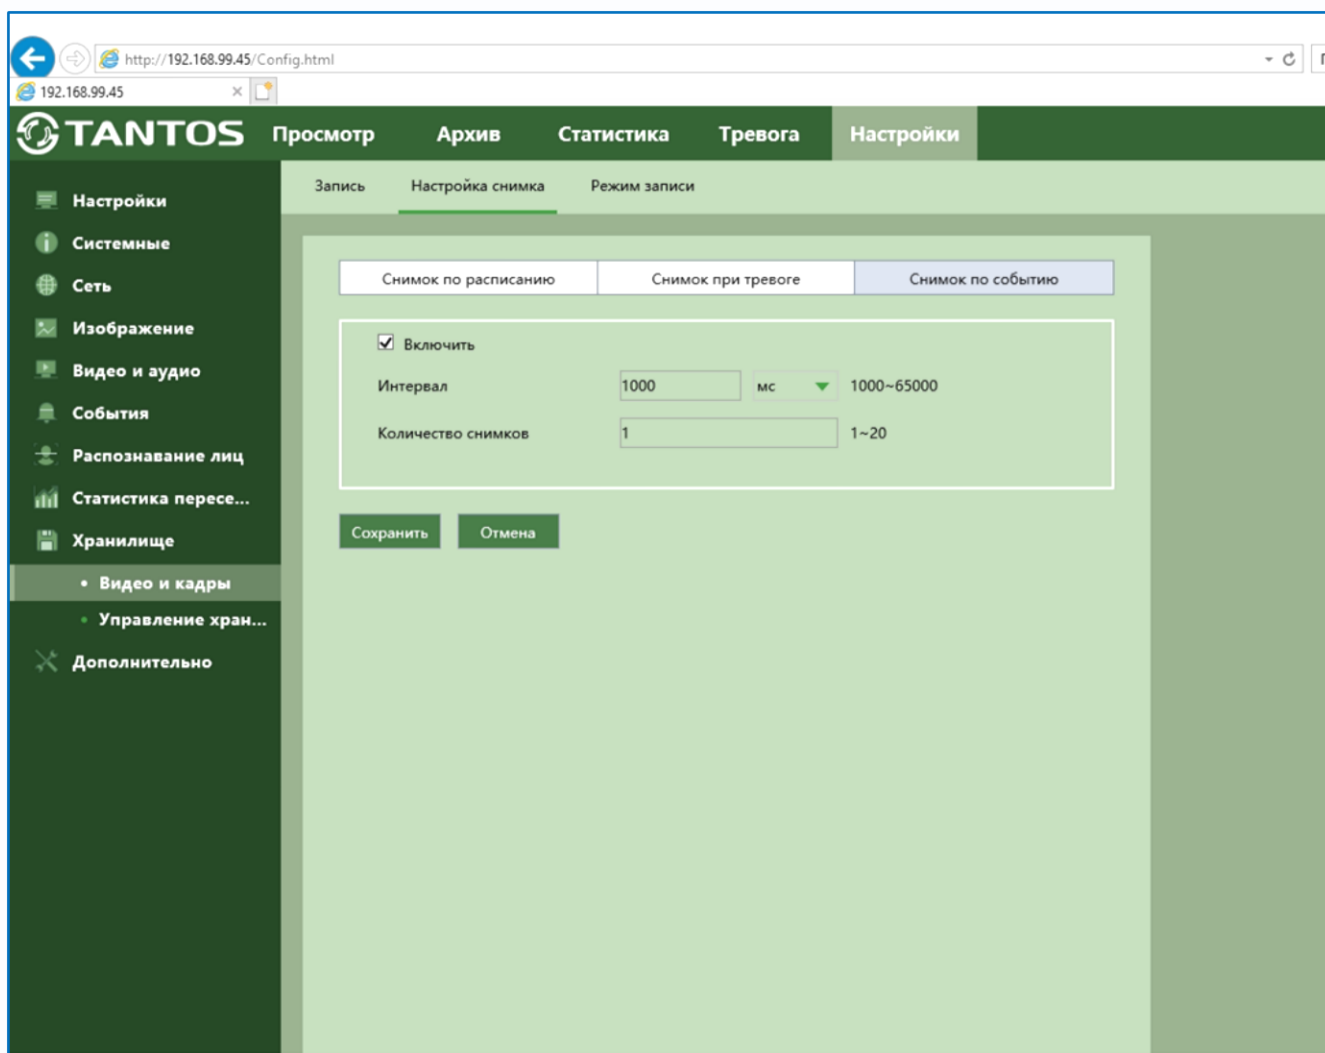 http://192.168.99.45/Config.html
192.168.99.45
TANTOS Просмотр Архив Статистика Тревога Настройки
Запись Настройка снимка Режим записи
Настройки
Системные
Сеть
Изображение
Видео и аудио
События
Распознавание лиц
Статистика пересе...
Хранилище
Видео и кадры
Управление хран...
Дополнительно
Снимок по расписанию Снимок при тревоге Снимок по событию
Включить
Интервал 1000 мс 1000~65000
Количество снимков 1 1~20
Сохранить Отмена